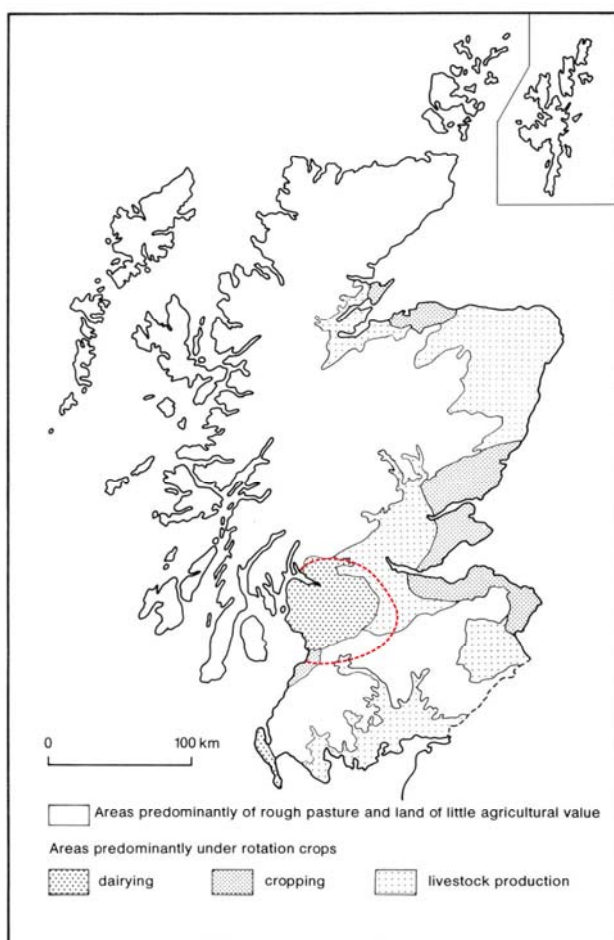 0 100 km
Areas predominantly of rough pasture and land of little agricultural value
Areas predominantly under rotation crops
dairying cropping livestock production